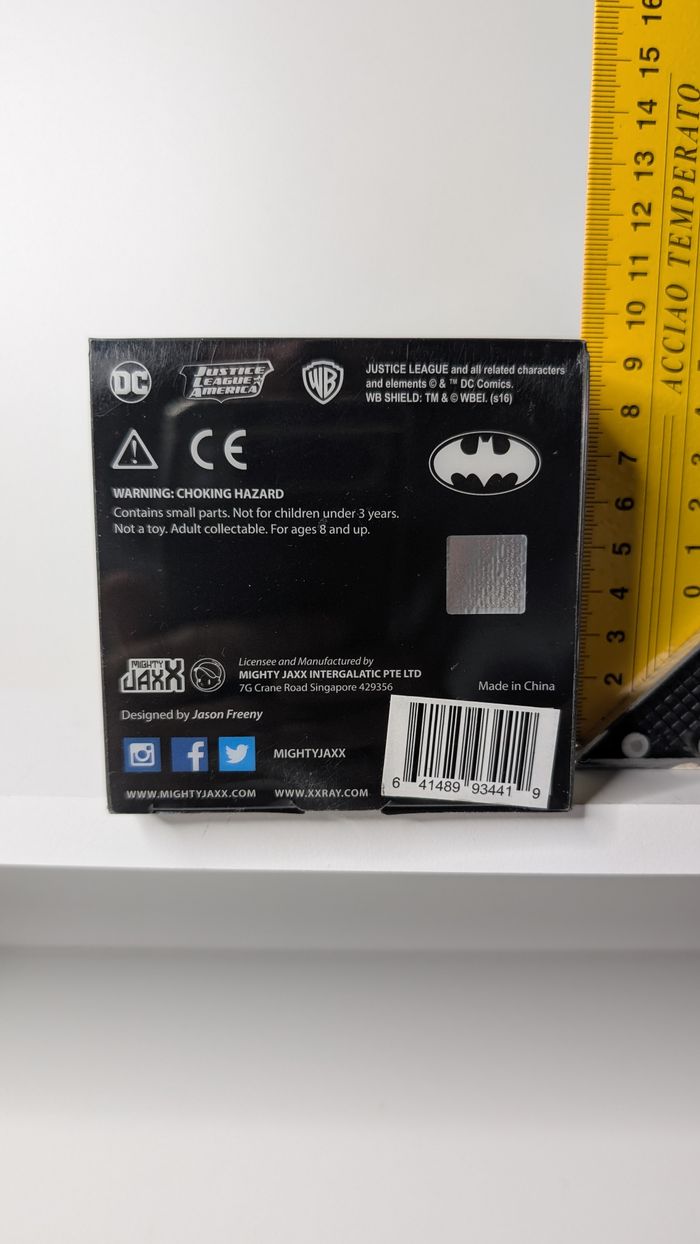 DC
JUSTICE
LEAGUE
AMERICA
WB
JUSTICE LEAGUE and all related characters
and elements © & ™ DC Comics.
WB SHIELD: TM & © WBEI. (s16)
CE
WARNING: CHOKING HAZARD
Contains small parts. Not for children under 3 years.
Not a toy. Adult collectable. For ages 8 and up.
MIGHTY
JAXX
Licensee and Manufactured by
MIGHTY JAXX INTERGALATIC PTE LTD
7G Crane Road Singapore 429356
Made in China
Designed by Jason Freeny
MIGHTYJAXX
WWW.MIGHTYJAXX.COM WWW.XXRAY.COM
6 41489 93441 9
16
15
14
13
12
11
10
9
8
7
6
5
4
3
2
ACCIAO TEMPERATO
2
1
0